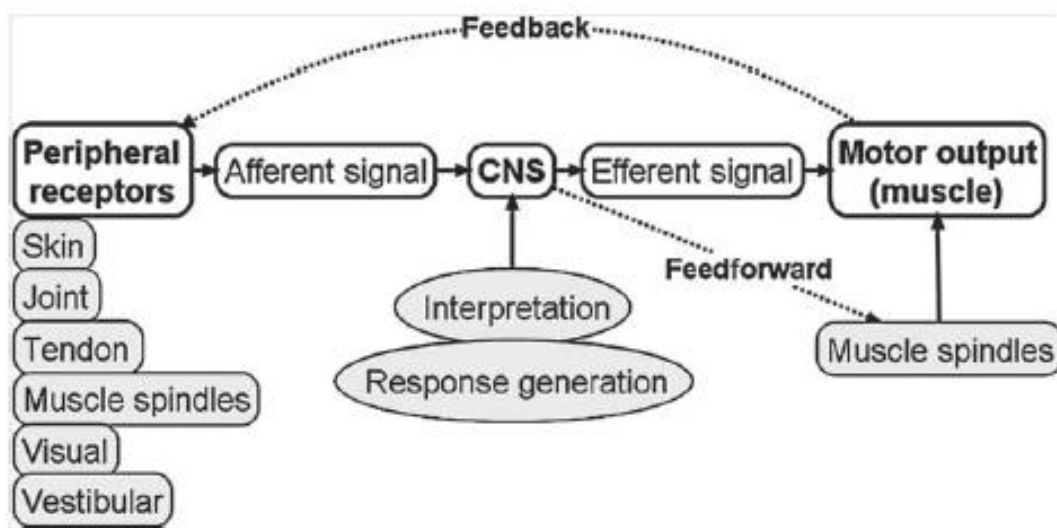 Feedback
Peripheral
receptors
Afferent signal
CNS
Efferent signal
Motor output
(muscle)
Skin
Joint
Tendon
Muscle spindles
Visual
Vestibular
Interpretation
Response generation
Feedforward
Muscle spindles